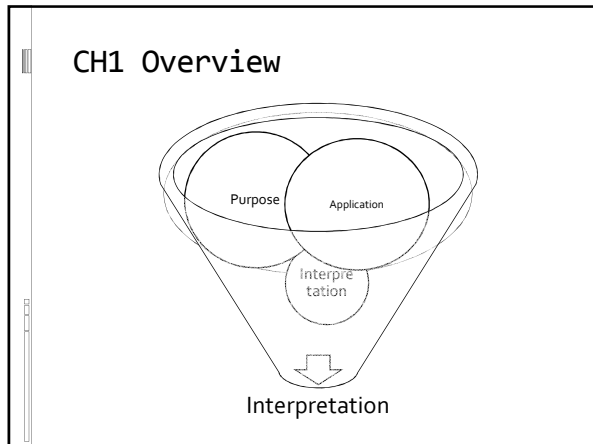 CH1 Overview
Purpose
Application
Interpre
tation
Interpretation